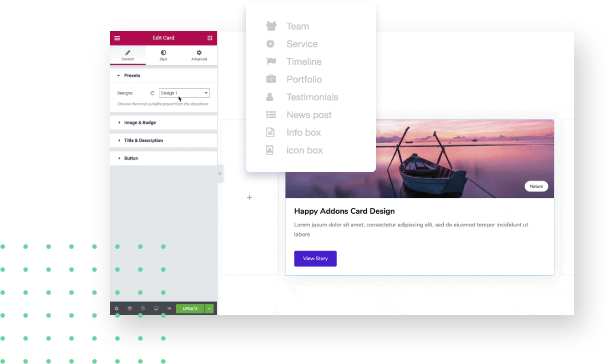 Edit Card
Content
Style
Advanced
Presets
Designs
Design 1
Choose the most suitable preset from the dropdown
Image & Badge
Title & Description
Button
UPDATE
Team
Service
Timeline
Portfolio
Testimonials
News post
Info box
icon box
Nature
Happy Addons Card Design
Lorem ipsum dolor sit amet, consectetur adipiscing elit, sed do eiusmod tempor incididunt ut
labore
View Story